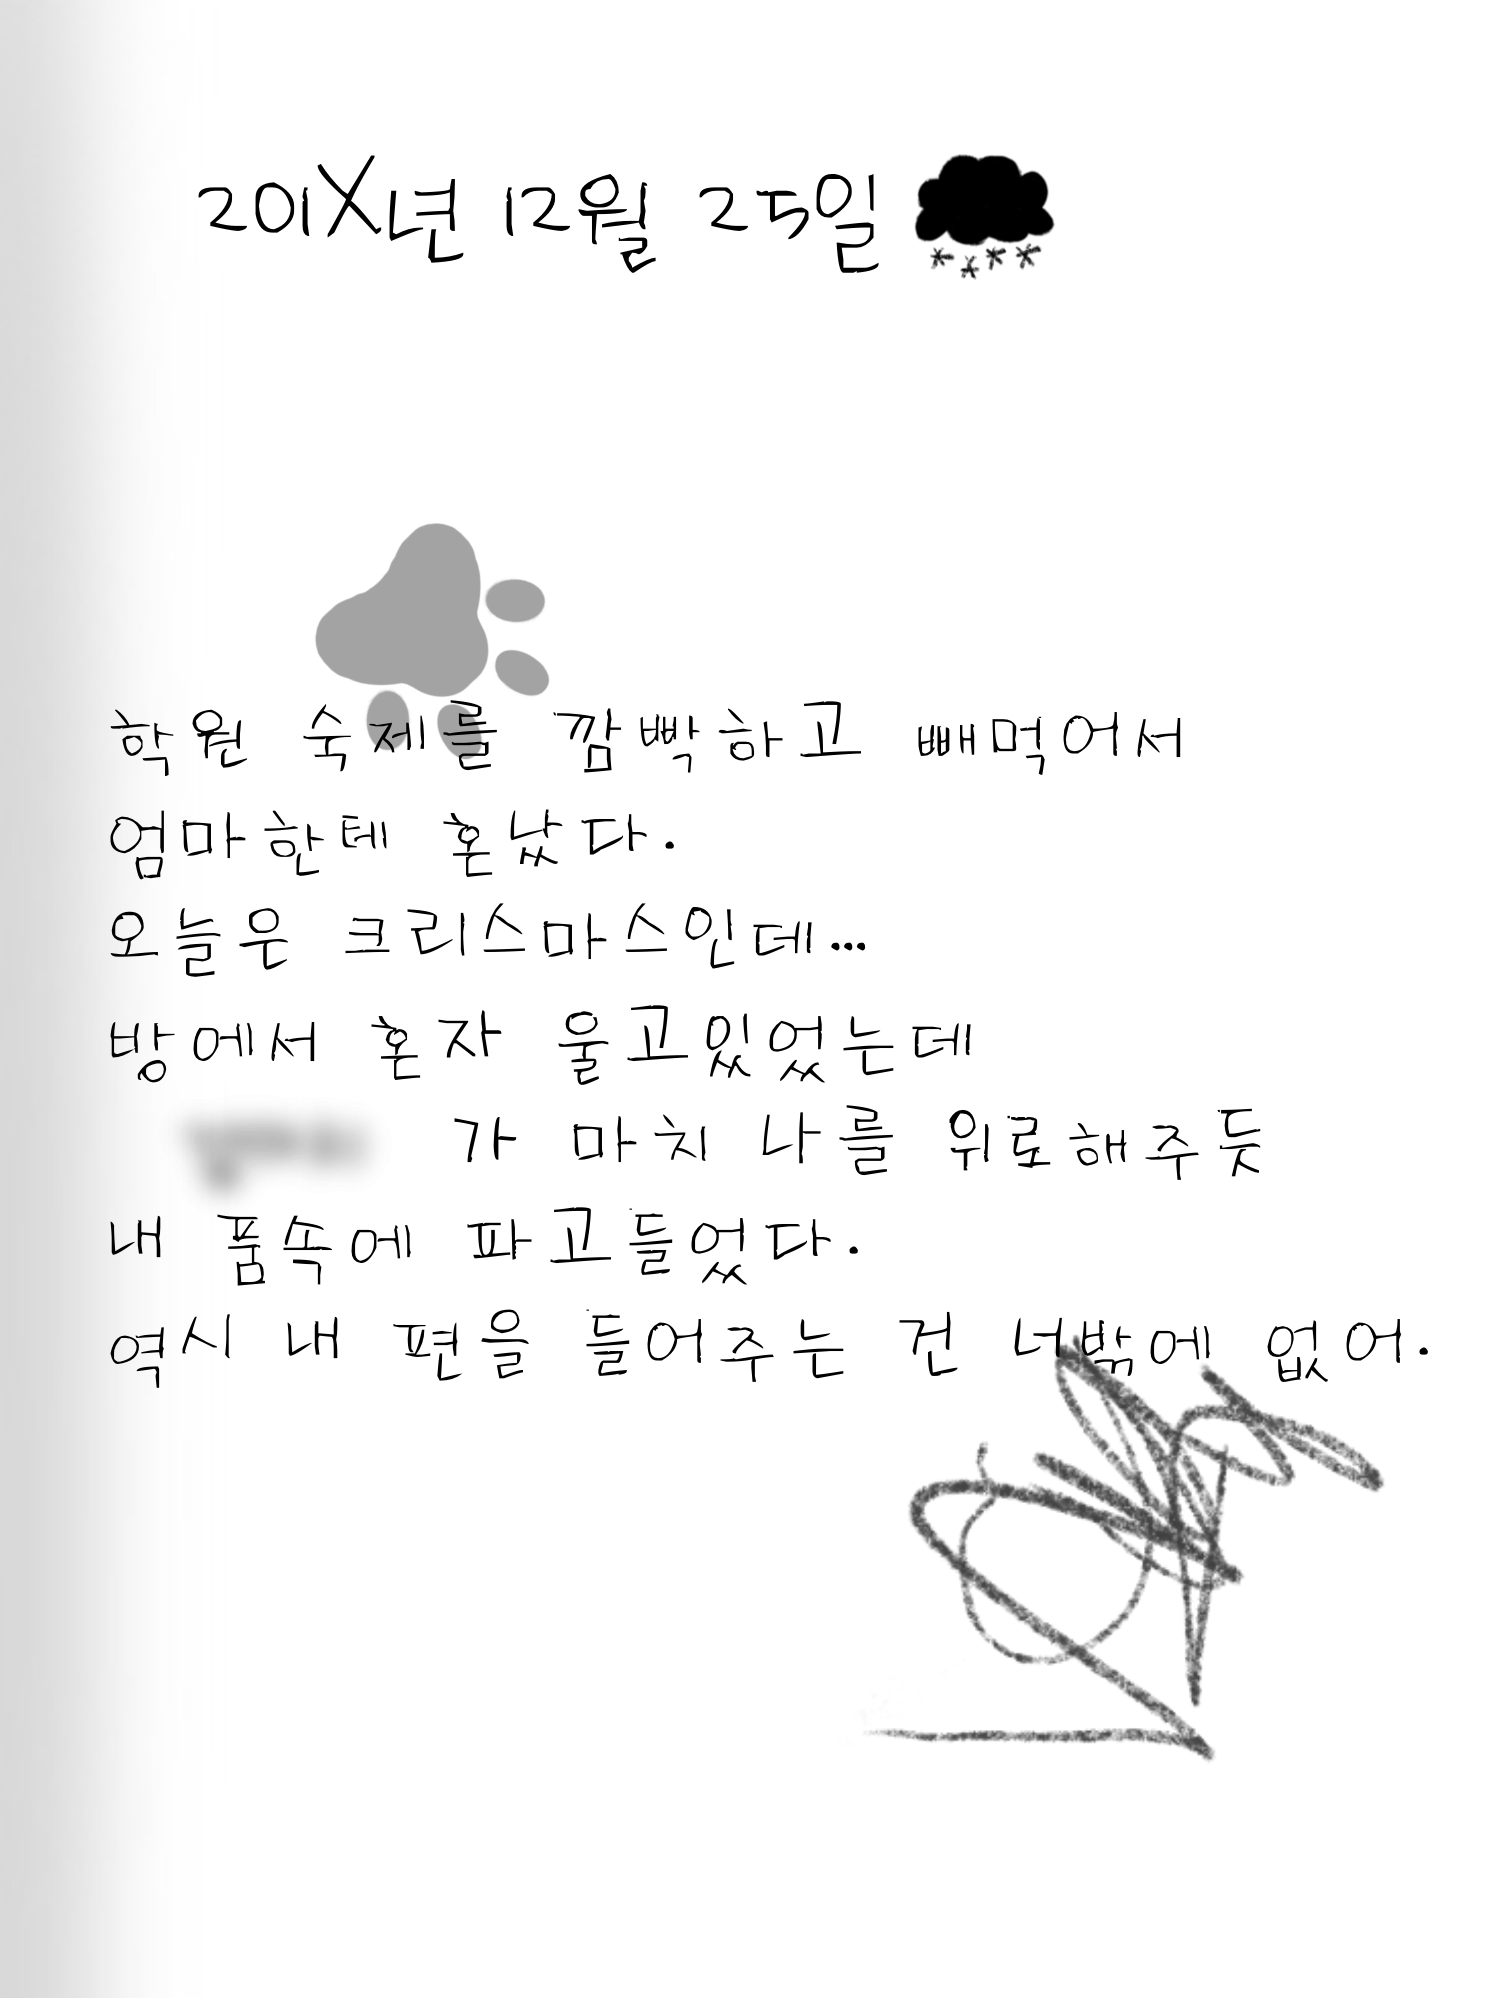 201X년 12월 25일
학원 숙제를 깜빡하고 빼먹어서
엄마한테 혼났다.
오늘은 크리스마스인데...
방에서 혼자 울고있었는데
가 마치 나를 위로해주듯
내 품속에 파고들었다.
역시 내 편을 들어주는 건 너밖에 없어.